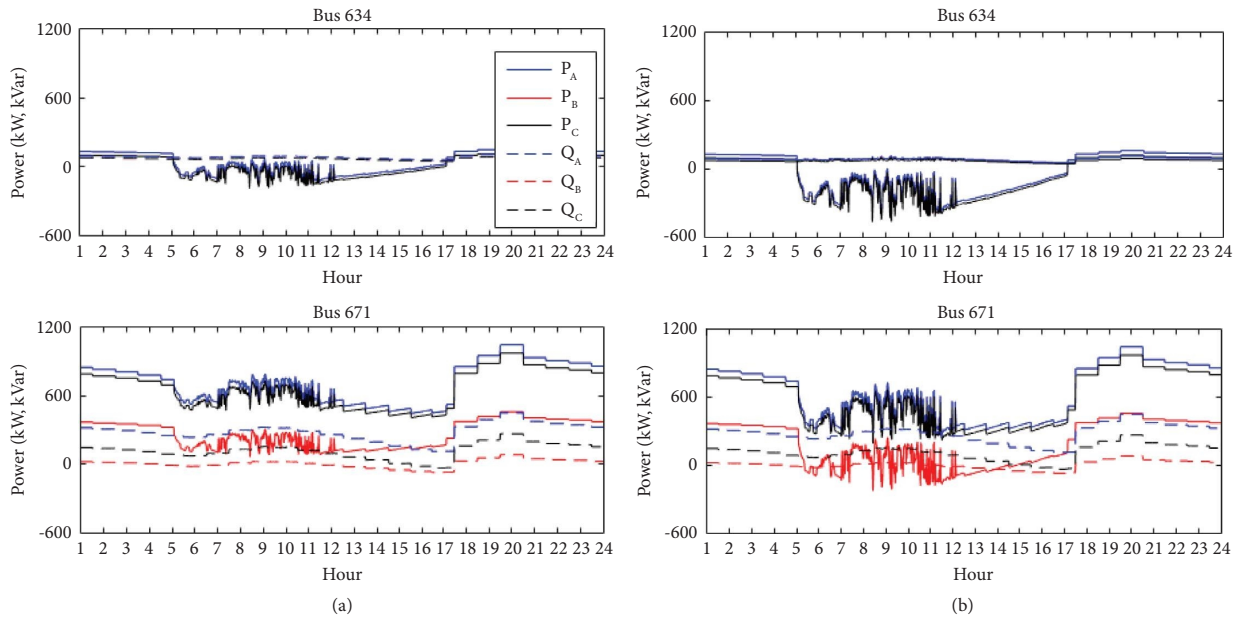 Bus 634
1200
600
0
-600
Power (kW, kVar)
P_A
P_B
P_C
Q_A
Q_B
Q_C
1 2 3 4 5 6 7 8 9 10 11 12 13 14 15 16 17 18 19 20 21 22 23 24
Hour
Bus 671
1200
600
0
-600
Power (kW, kVar)
1 2 3 4 5 6 7 8 9 10 11 12 13 14 15 16 17 18 19 20 21 22 23 24
Hour
(a)
Bus 634
1200
600
0
-600
Power (kW, kVar)
1 2 3 4 5 6 7 8 9 10 11 12 13 14 15 16 17 18 19 20 21 22 23 24
Hour
Bus 671
1200
600
0
-600
Power (kW, kVar)
1 2 3 4 5 6 7 8 9 10 11 12 13 14 15 16 17 18 19 20 21 22 23 24
Hour
(b)